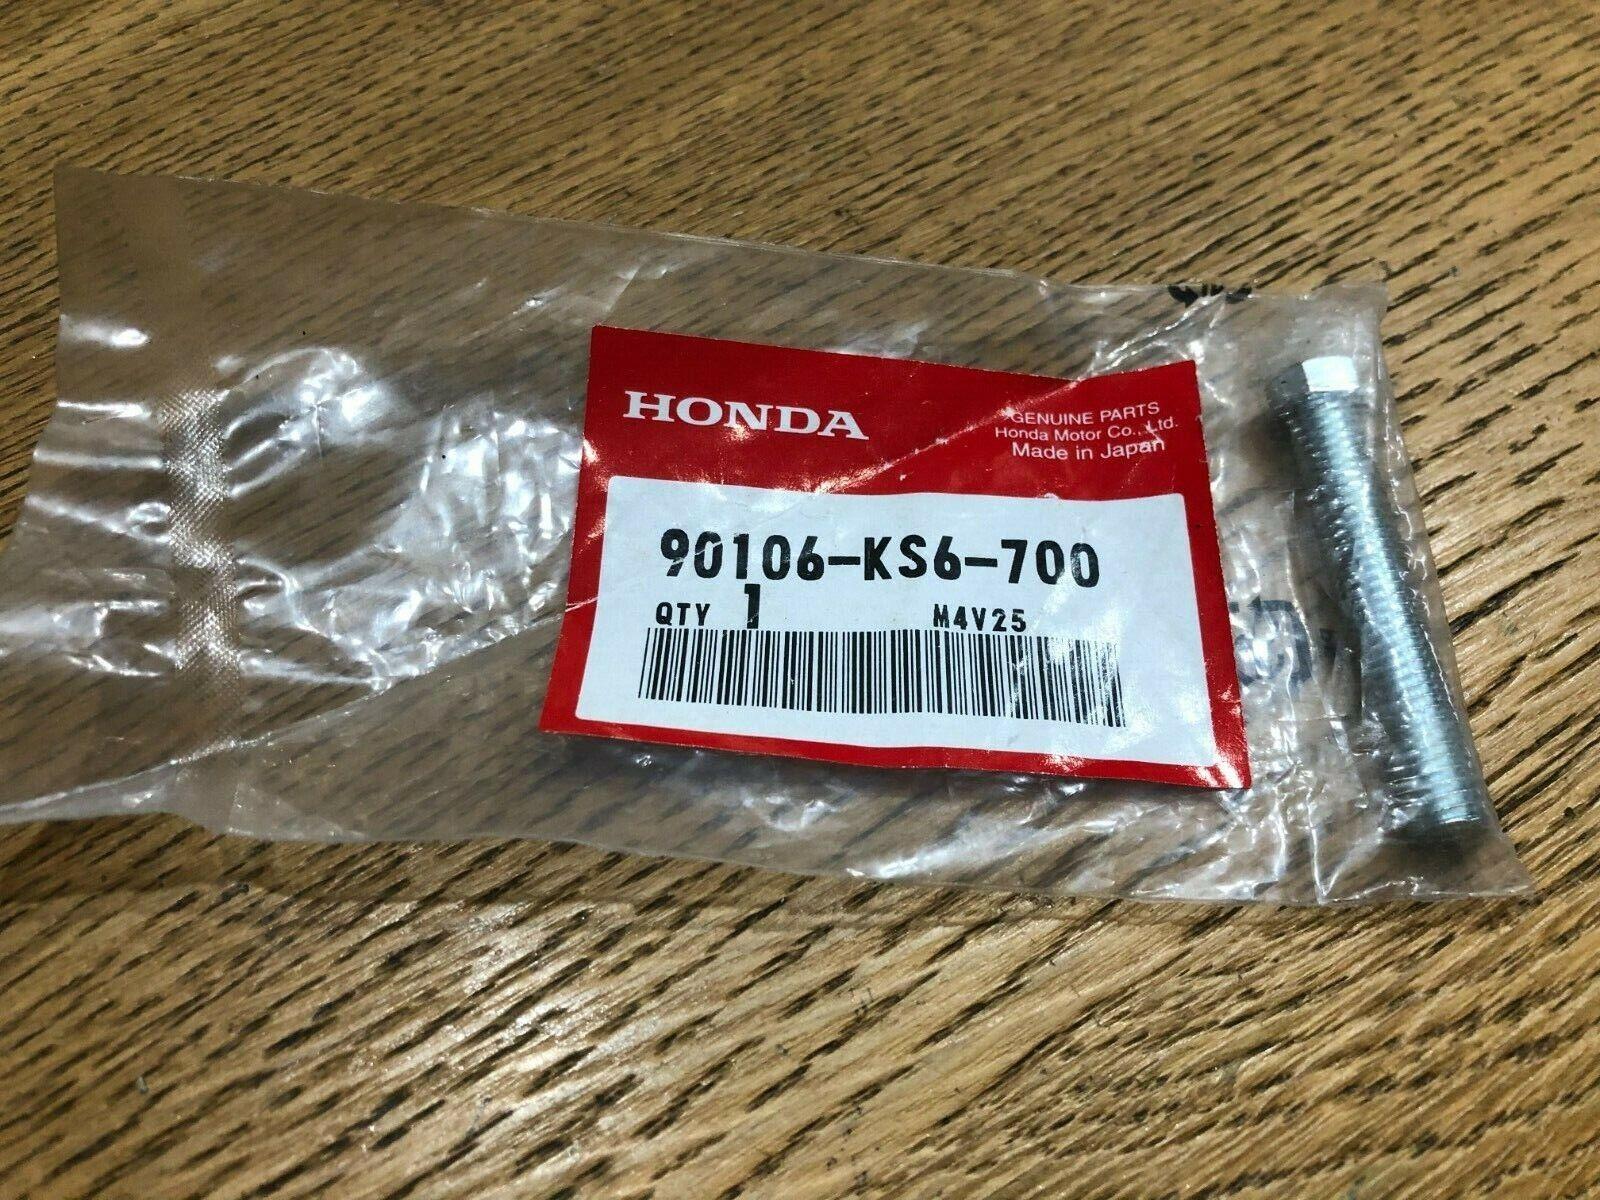 HONDA
GENUINE PARTS
Honda Motor Co., Ltd.
Made in Japan
90106-KS6-700
QTY 1 M4V25